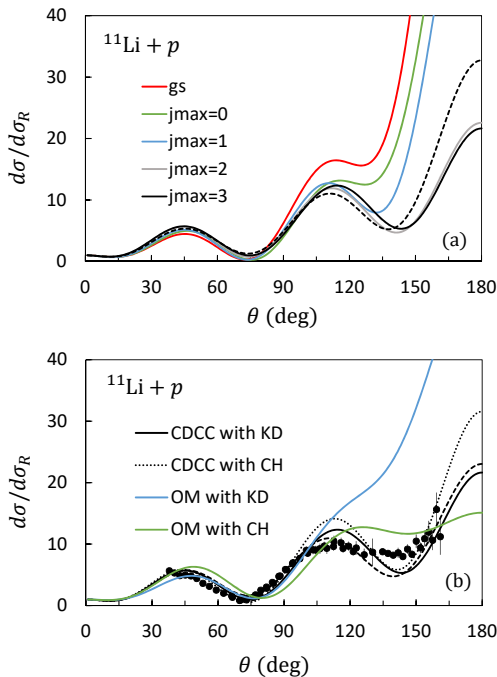 40
¹¹Li + p
30
gs
jmax=0
20
jmax=1
jmax=2
10
jmax=3
(a)
0
0 30 60 90 120 150 180
θ (deg)
dσ/dσ_R
40
¹¹Li + p
30
CDCC with KD
CDCC with CH
20
OM with KD
OM with CH
10
(b)
0
0 30 60 90 120 150 180
θ (deg)
dσ/dσ_R